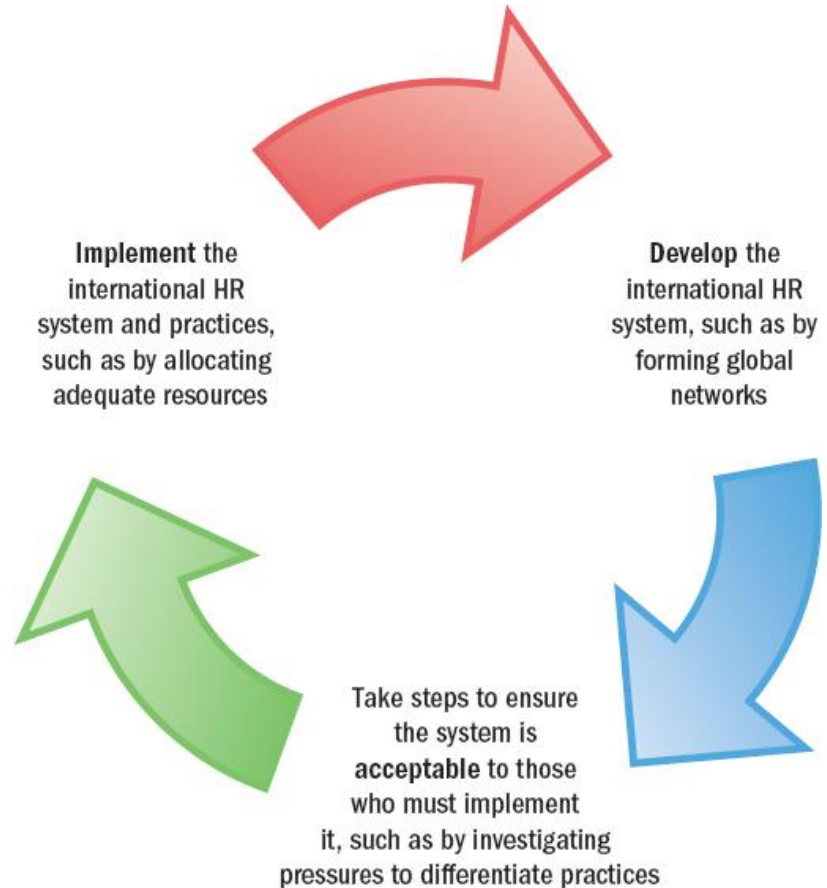 Implement the
international HR
system and practices,
such as by allocating
adequate resources
Develop the
international HR
system, such as by
forming global
networks
Take steps to ensure
the system is
acceptable to those
who must implement
it, such as by investigating
pressures to differentiate practices